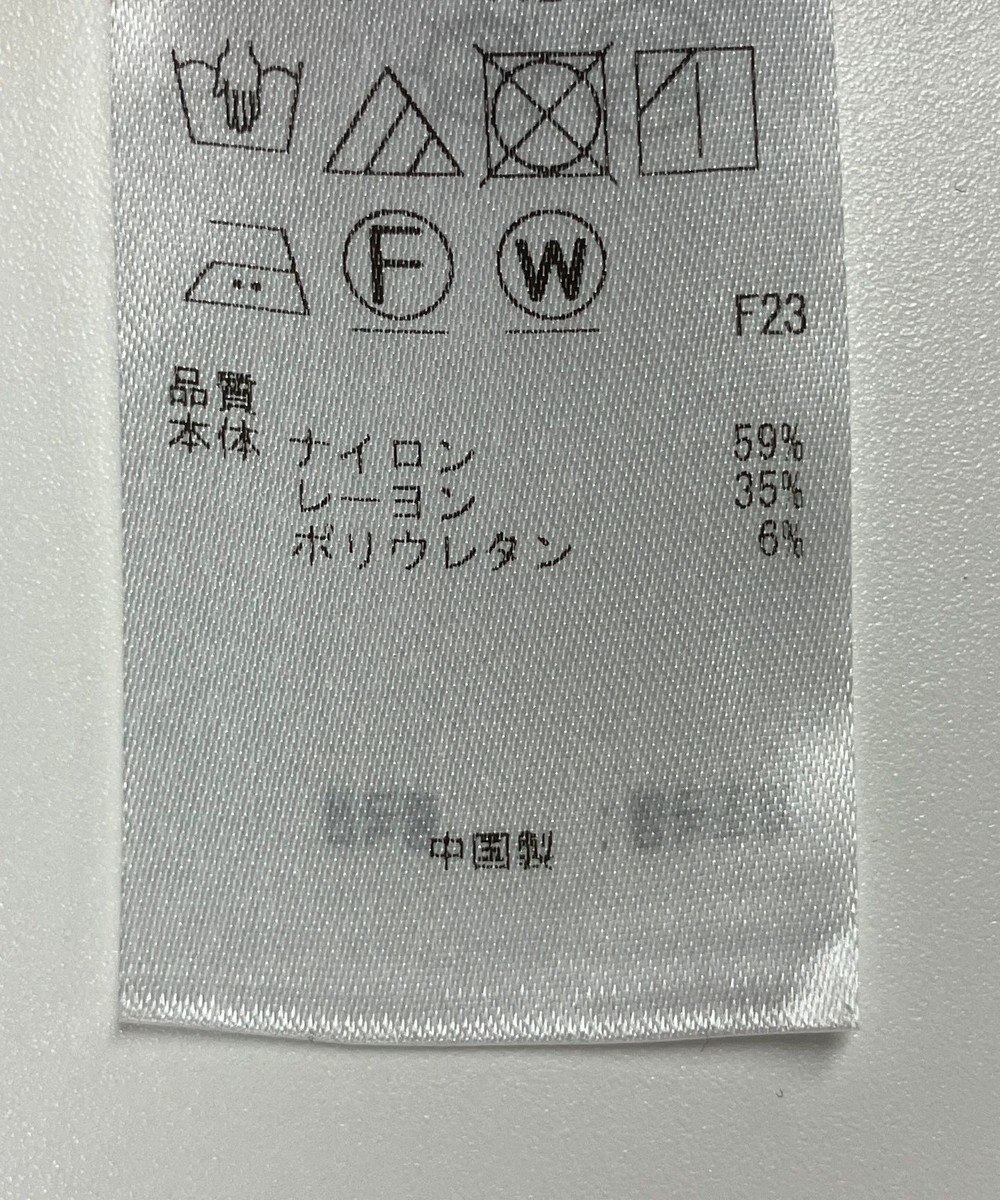 F W
F23
品質
本体 ナイロン 59%
レーヨン 35%
ポリウレタン 6%
中国製